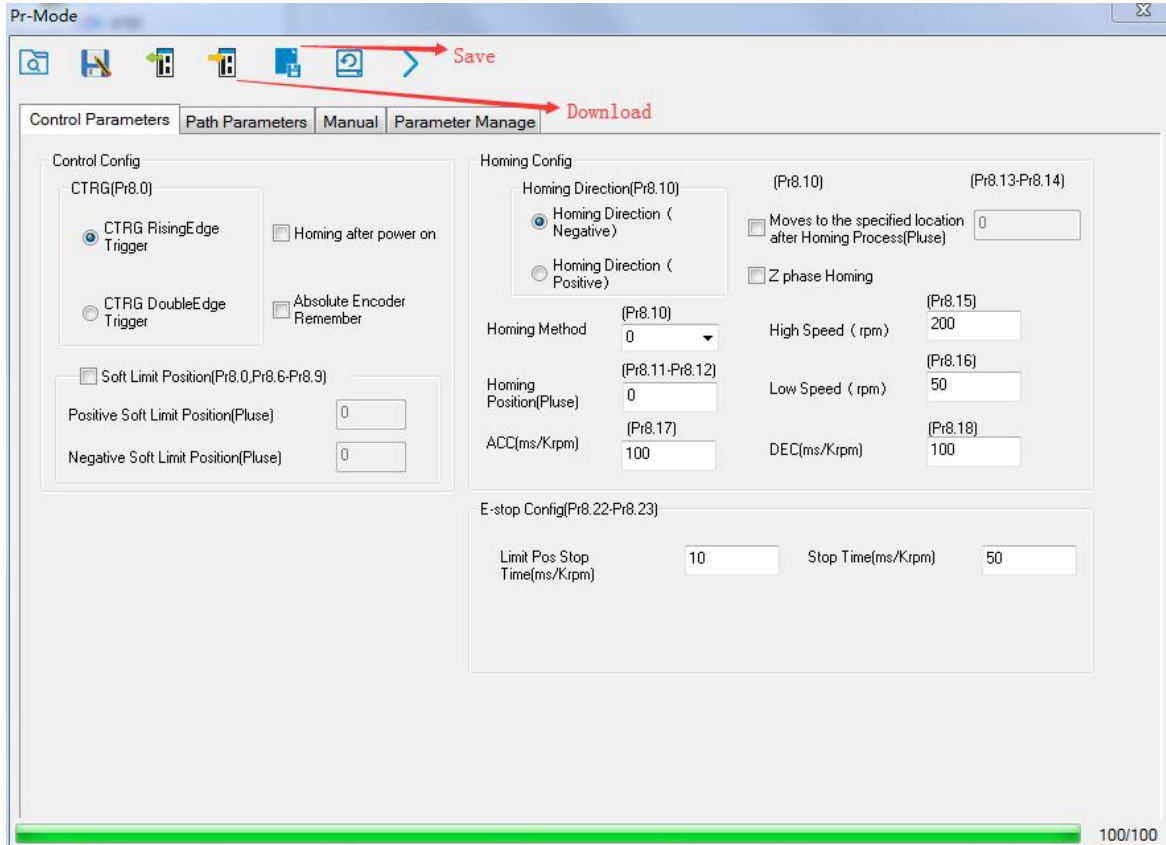 Pr-Mode
Save
Download
Control Parameters
Path Parameters
Manual
Parameter Manage
Control Config
CTRG(Pr8.0)
CTRG RisingEdge
Trigger
Homing after power on
CTRG DoubleEdge
Trigger
Absolute Encoder
Remember
Soft Limit Position(Pr8.0,Pr8.6-Pr8.9)
Positive Soft Limit Position(Pluse)
0
Negative Soft Limit Position(Pluse)
0
Homing Config
Homing Direction(Pr8.10)
Homing Direction (
Negative)
Homing Direction (
Positive)
(Pr8.10)
(Pr8.13-Pr8.14)
Moves to the specified location
after Homing Process(Pluse)
0
Z phase Homing
Homing Method
(Pr8.10)
0
High Speed (rpm)
(Pr8.15)
200
Homing
Position(Pluse)
(Pr8.11-Pr8.12)
0
Low Speed (rpm)
(Pr8.16)
50
ACC(ms/Krpm)
(Pr8.17)
100
DEC(ms/Krpm)
(Pr8.18)
100
E-stop Config(Pr8.22-Pr8.23)
Limit Pos Stop
Time(ms/Krpm)
10
Stop Time(ms/Krpm)
50
100/100